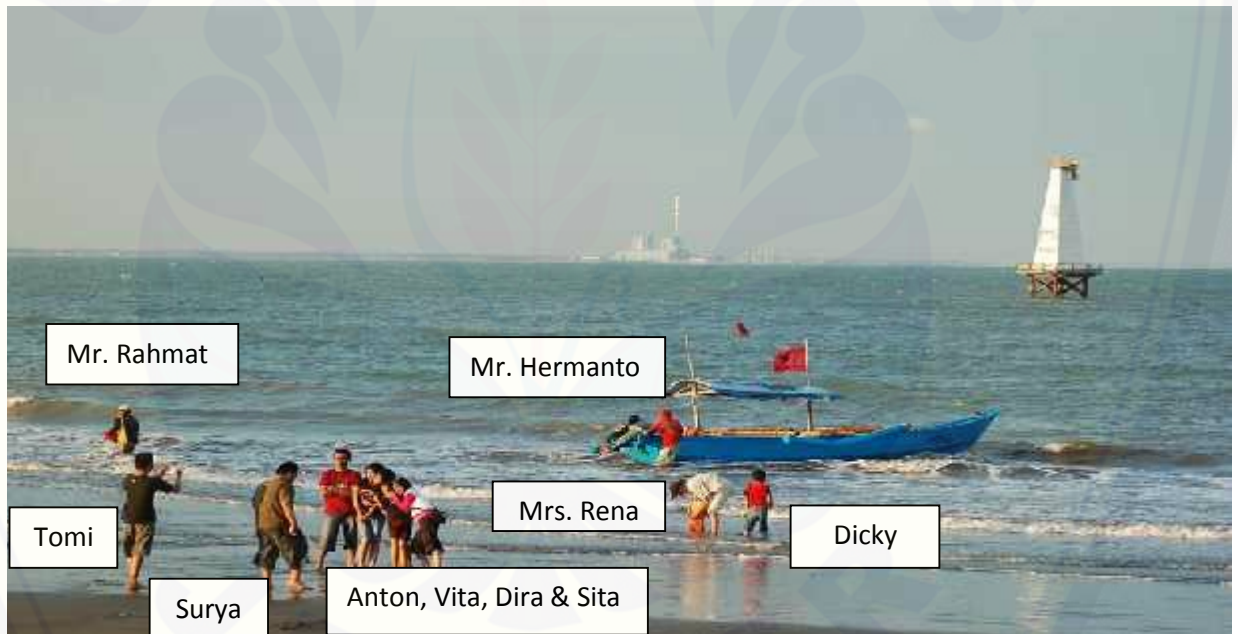 Mr. Rahmat
Mr. Hermanto
Mrs. Rena
Tomi
Dicky
Surya
Anton, Vita, Dira & Sita